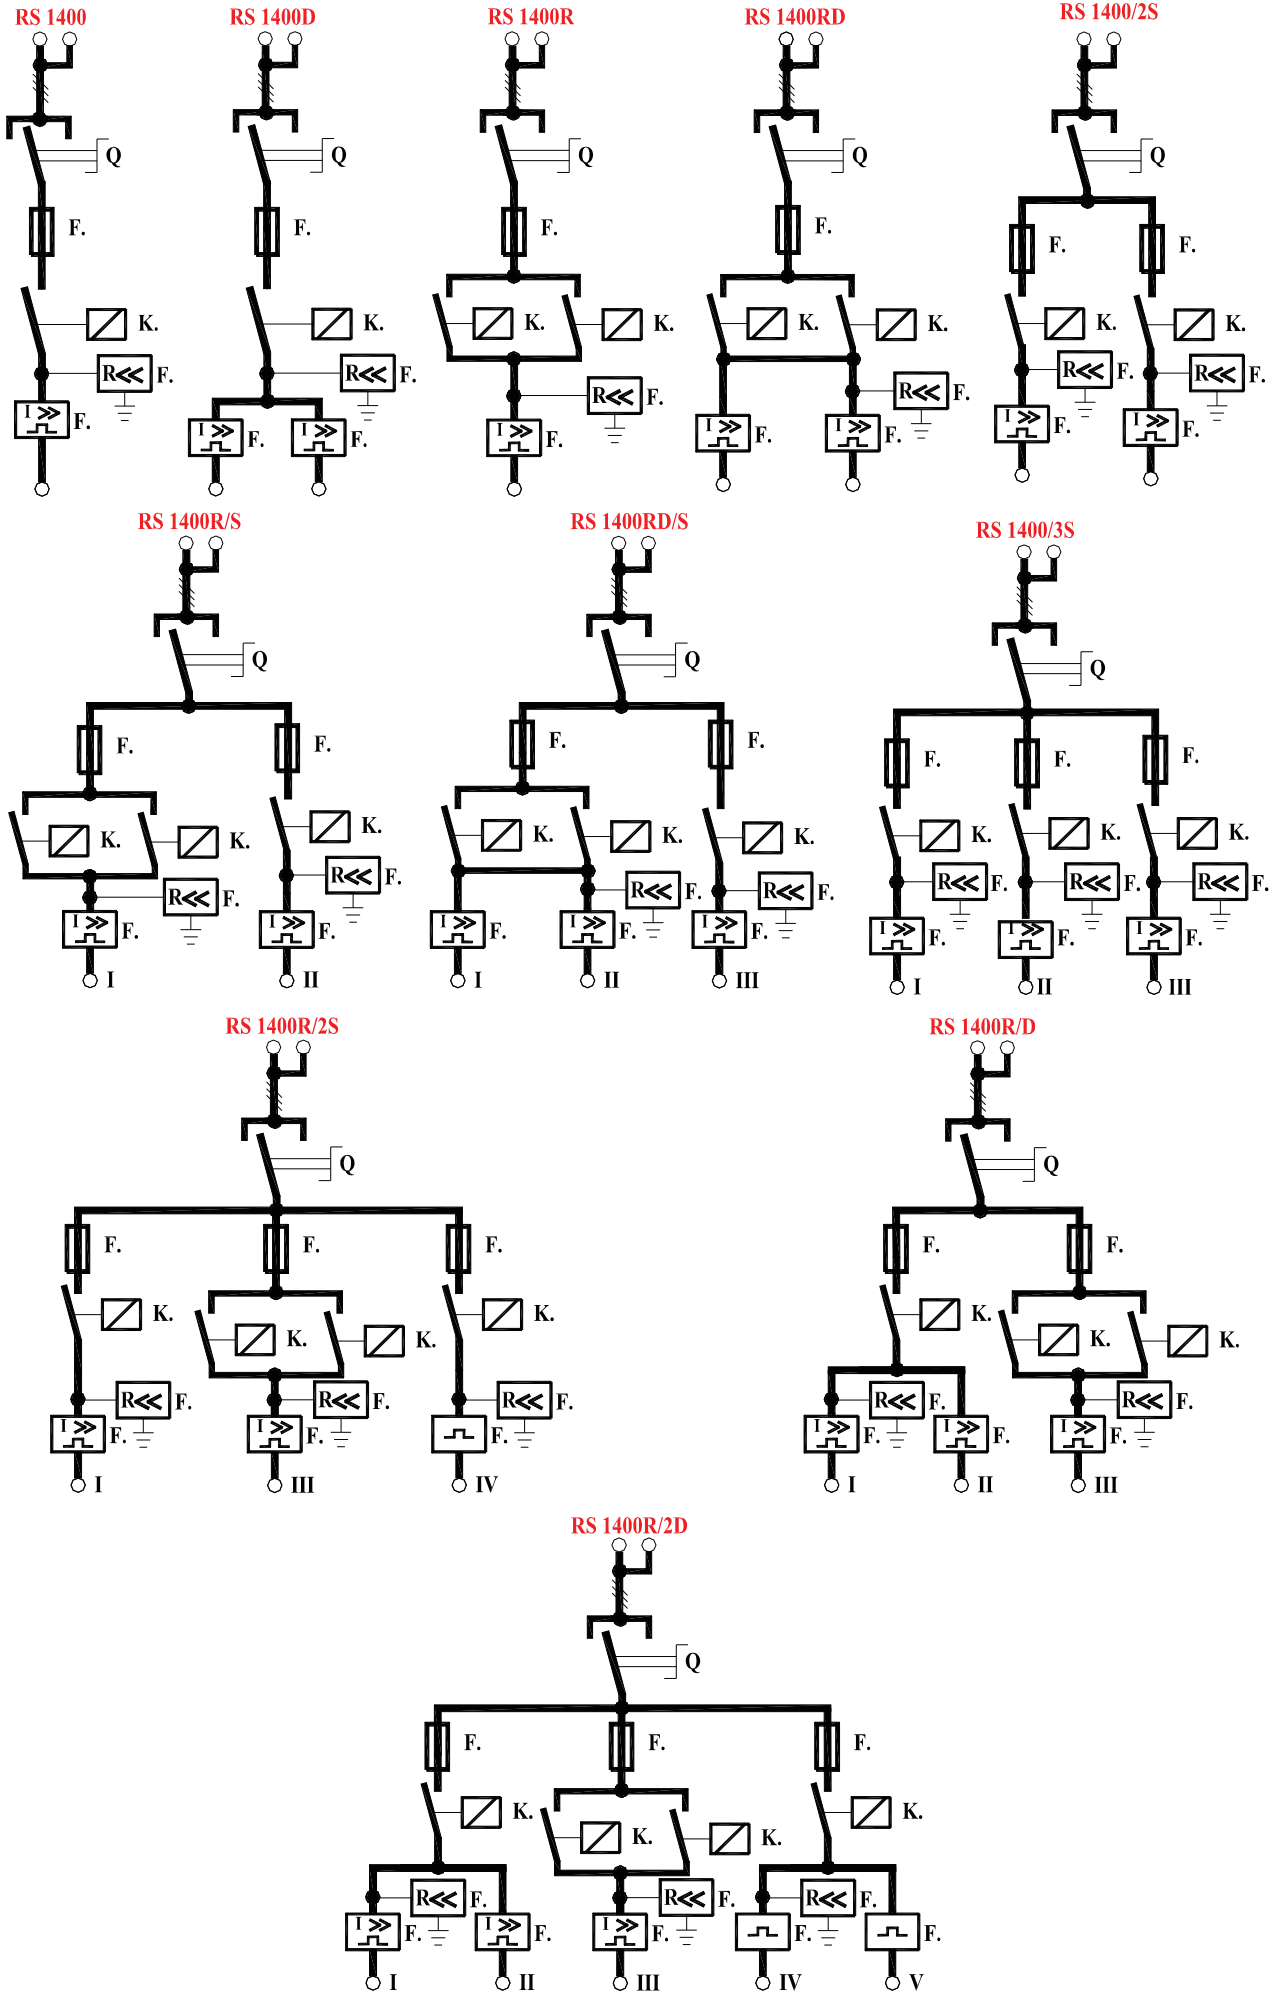 RS 1400
RS 1400D
RS 1400R
RS 1400RD
RS 1400/2S
Q
Q
Q
Q
Q
F.
F.
F.
F.
F.
F.
K.
K.
K.
K.
K.
K.
K.
K.
R<< F.
R<< F.
R<< F.
R<< F.
R<< F.
R<< F.
I >> F.
I >> F.
I >> F.
I >> F.
I >> F.
I >> F.
I >> F.
I >> F.
RS 1400R/S
RS 1400RD/S
RS 1400/3S
Q
Q
Q
F.
F.
F.
F.
F.
F.
F.
K.
K.
K.
K.
K.
K.
K.
K.
K.
R<< F.
R<< F.
R<< F.
R<< F.
R<< F.
R<< F.
R<< F.
I >> F.
I >> F.
I >> F.
I >> F.
I >> F.
I >> F.
I >> F.
I >> F.
I
II
I
II
III
I
II
III
RS 1400R/2S
RS 1400R/D
Q
Q
F.
F.
F.
F.
F.
K.
K.
K.
K.
K.
K.
K.
R<< F.
R<< F.
R<< F.
R<< F.
R<< F.
I >> F.
I >> F.
F.
I >> F.
I >> F.
I >> F.
I
III
IV
I
II
III
RS 1400R/2D
Q
F.
F.
F.
K.
K.
K.
K.
R<< F.
R<< F.
R<< F.
I >> F.
I >> F.
I >> F.
F.
F.
I
II
III
IV
V